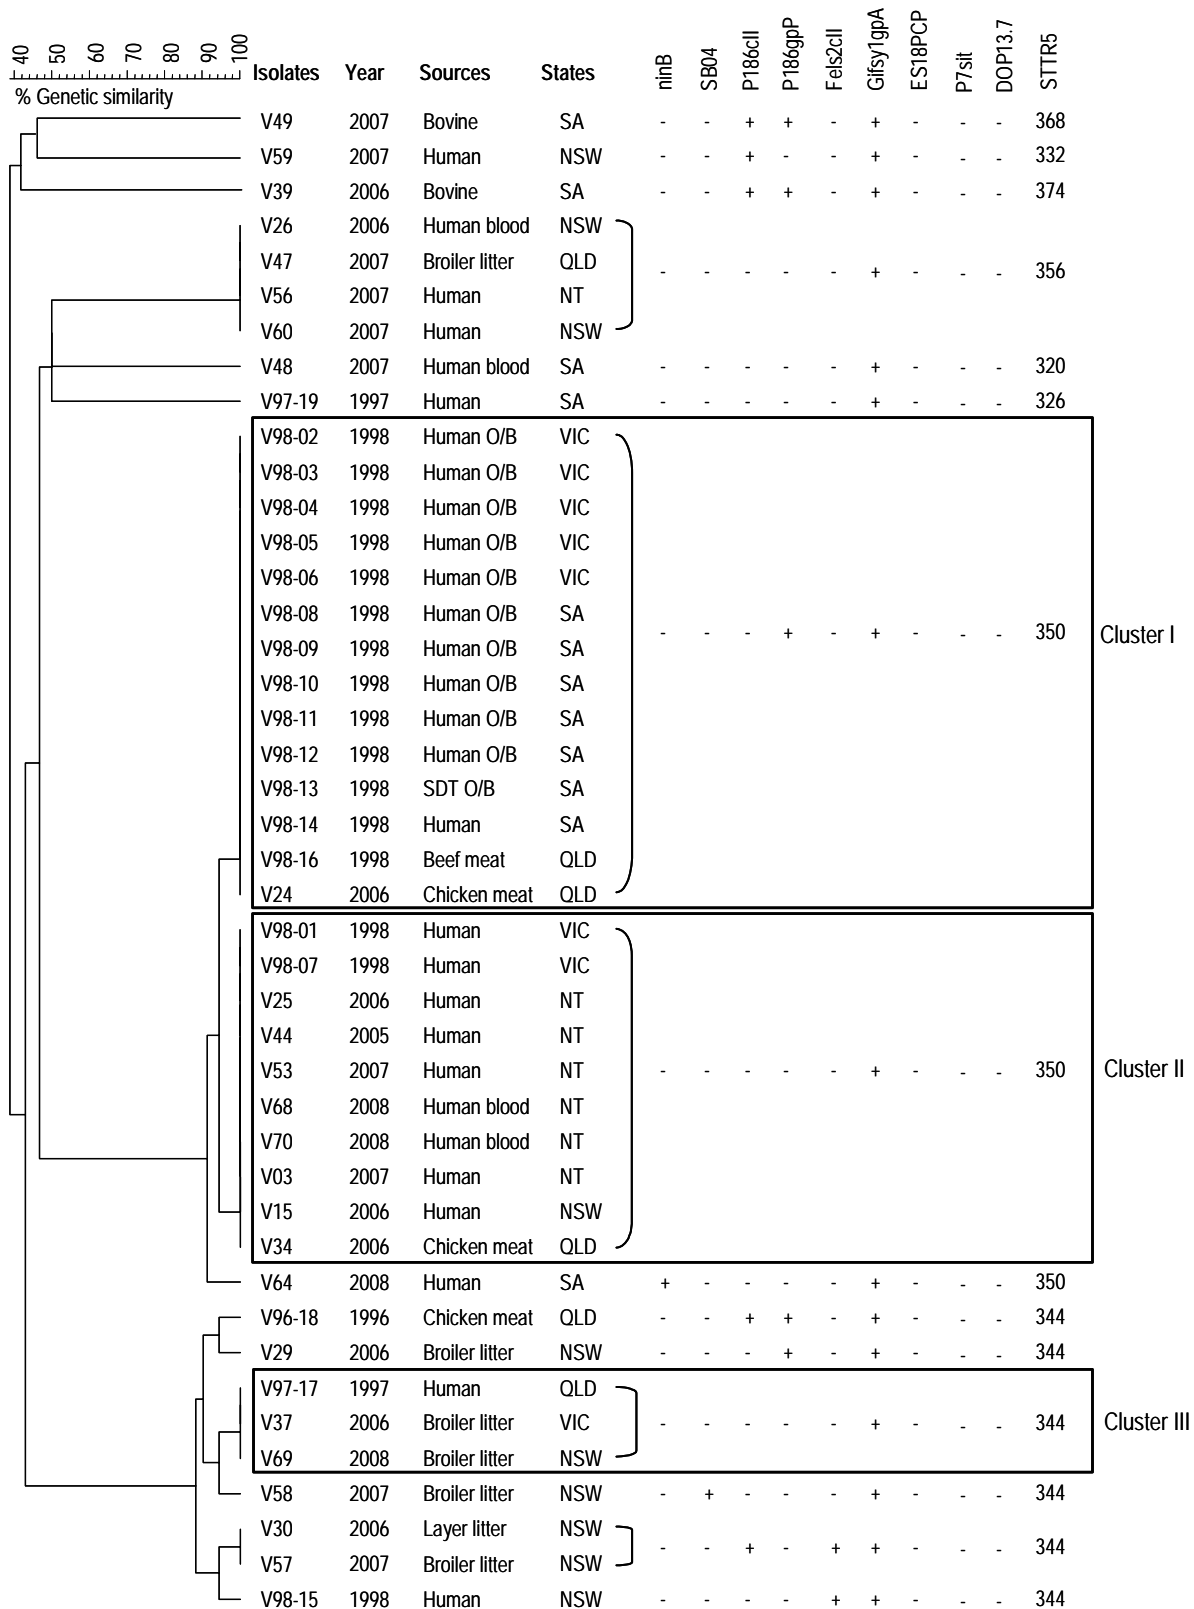 40 50 60 70 80 90 100
ninB SB04 P186cII P186gpP Fels2cII Gifsy1gpA ES18PCP P7sit DOP13.7 STTR5
Isolates Year Sources States
% Genetic similarity
V49 2007 Bovine SA - - + + - + - - - 368
V59 2007 Human NSW - - + - - + - - - 332
V39 2006 Bovine SA - - + + - + - - - 374
V26 2006 Human blood NSW
V47 2007 Broiler litter QLD
- - - - - + - - - 356
V56 2007 Human NT
V60 2007 Human NSW
V48 2007 Human blood SA - - - - - + - - - 320
V97-19 1997 Human SA - - - - - + - - - 326
V98-02 1998 Human O/B VIC
V98-03 1998 Human O/B VIC
V98-04 1998 Human O/B VIC
V98-05 1998 Human O/B VIC
V98-06 1998 Human O/B VIC
V98-08 1998 Human O/B SA
- - - + - + - - - 350 Cluster I
V98-09 1998 Human O/B SA
V98-10 1998 Human O/B SA
V98-11 1998 Human O/B SA
V98-12 1998 Human O/B SA
V98-13 1998 SDT O/B SA
V98-14 1998 Human SA
V98-16 1998 Beef meat QLD
V24 2006 Chicken meat QLD
V98-01 1998 Human VIC
V98-07 1998 Human VIC
V25 2006 Human NT
V44 2005 Human NT
V53 2007 Human NT - - - - - + - - - 350 Cluster II
V68 2008 Human blood NT
V70 2008 Human blood NT
V03 2007 Human NT
V15 2006 Human NSW
V34 2006 Chicken meat QLD
V64 2008 Human SA + - - - - + - - - 350
V96-18 1996 Chicken meat QLD - - + + - + - - - 344
V29 2006 Broiler litter NSW - - - + - + - - - 344
V97-17 1997 Human QLD
V37 2006 Broiler litter VIC - - - - - + - - - 344 Cluster III
V69 2008 Broiler litter NSW
V58 2007 Broiler litter NSW - + - - - + - - - 344
V30 2006 Layer litter NSW
- - + - + + - - - 344
V57 2007 Broiler litter NSW
V98-15 1998 Human NSW - - - - + + - - - 344